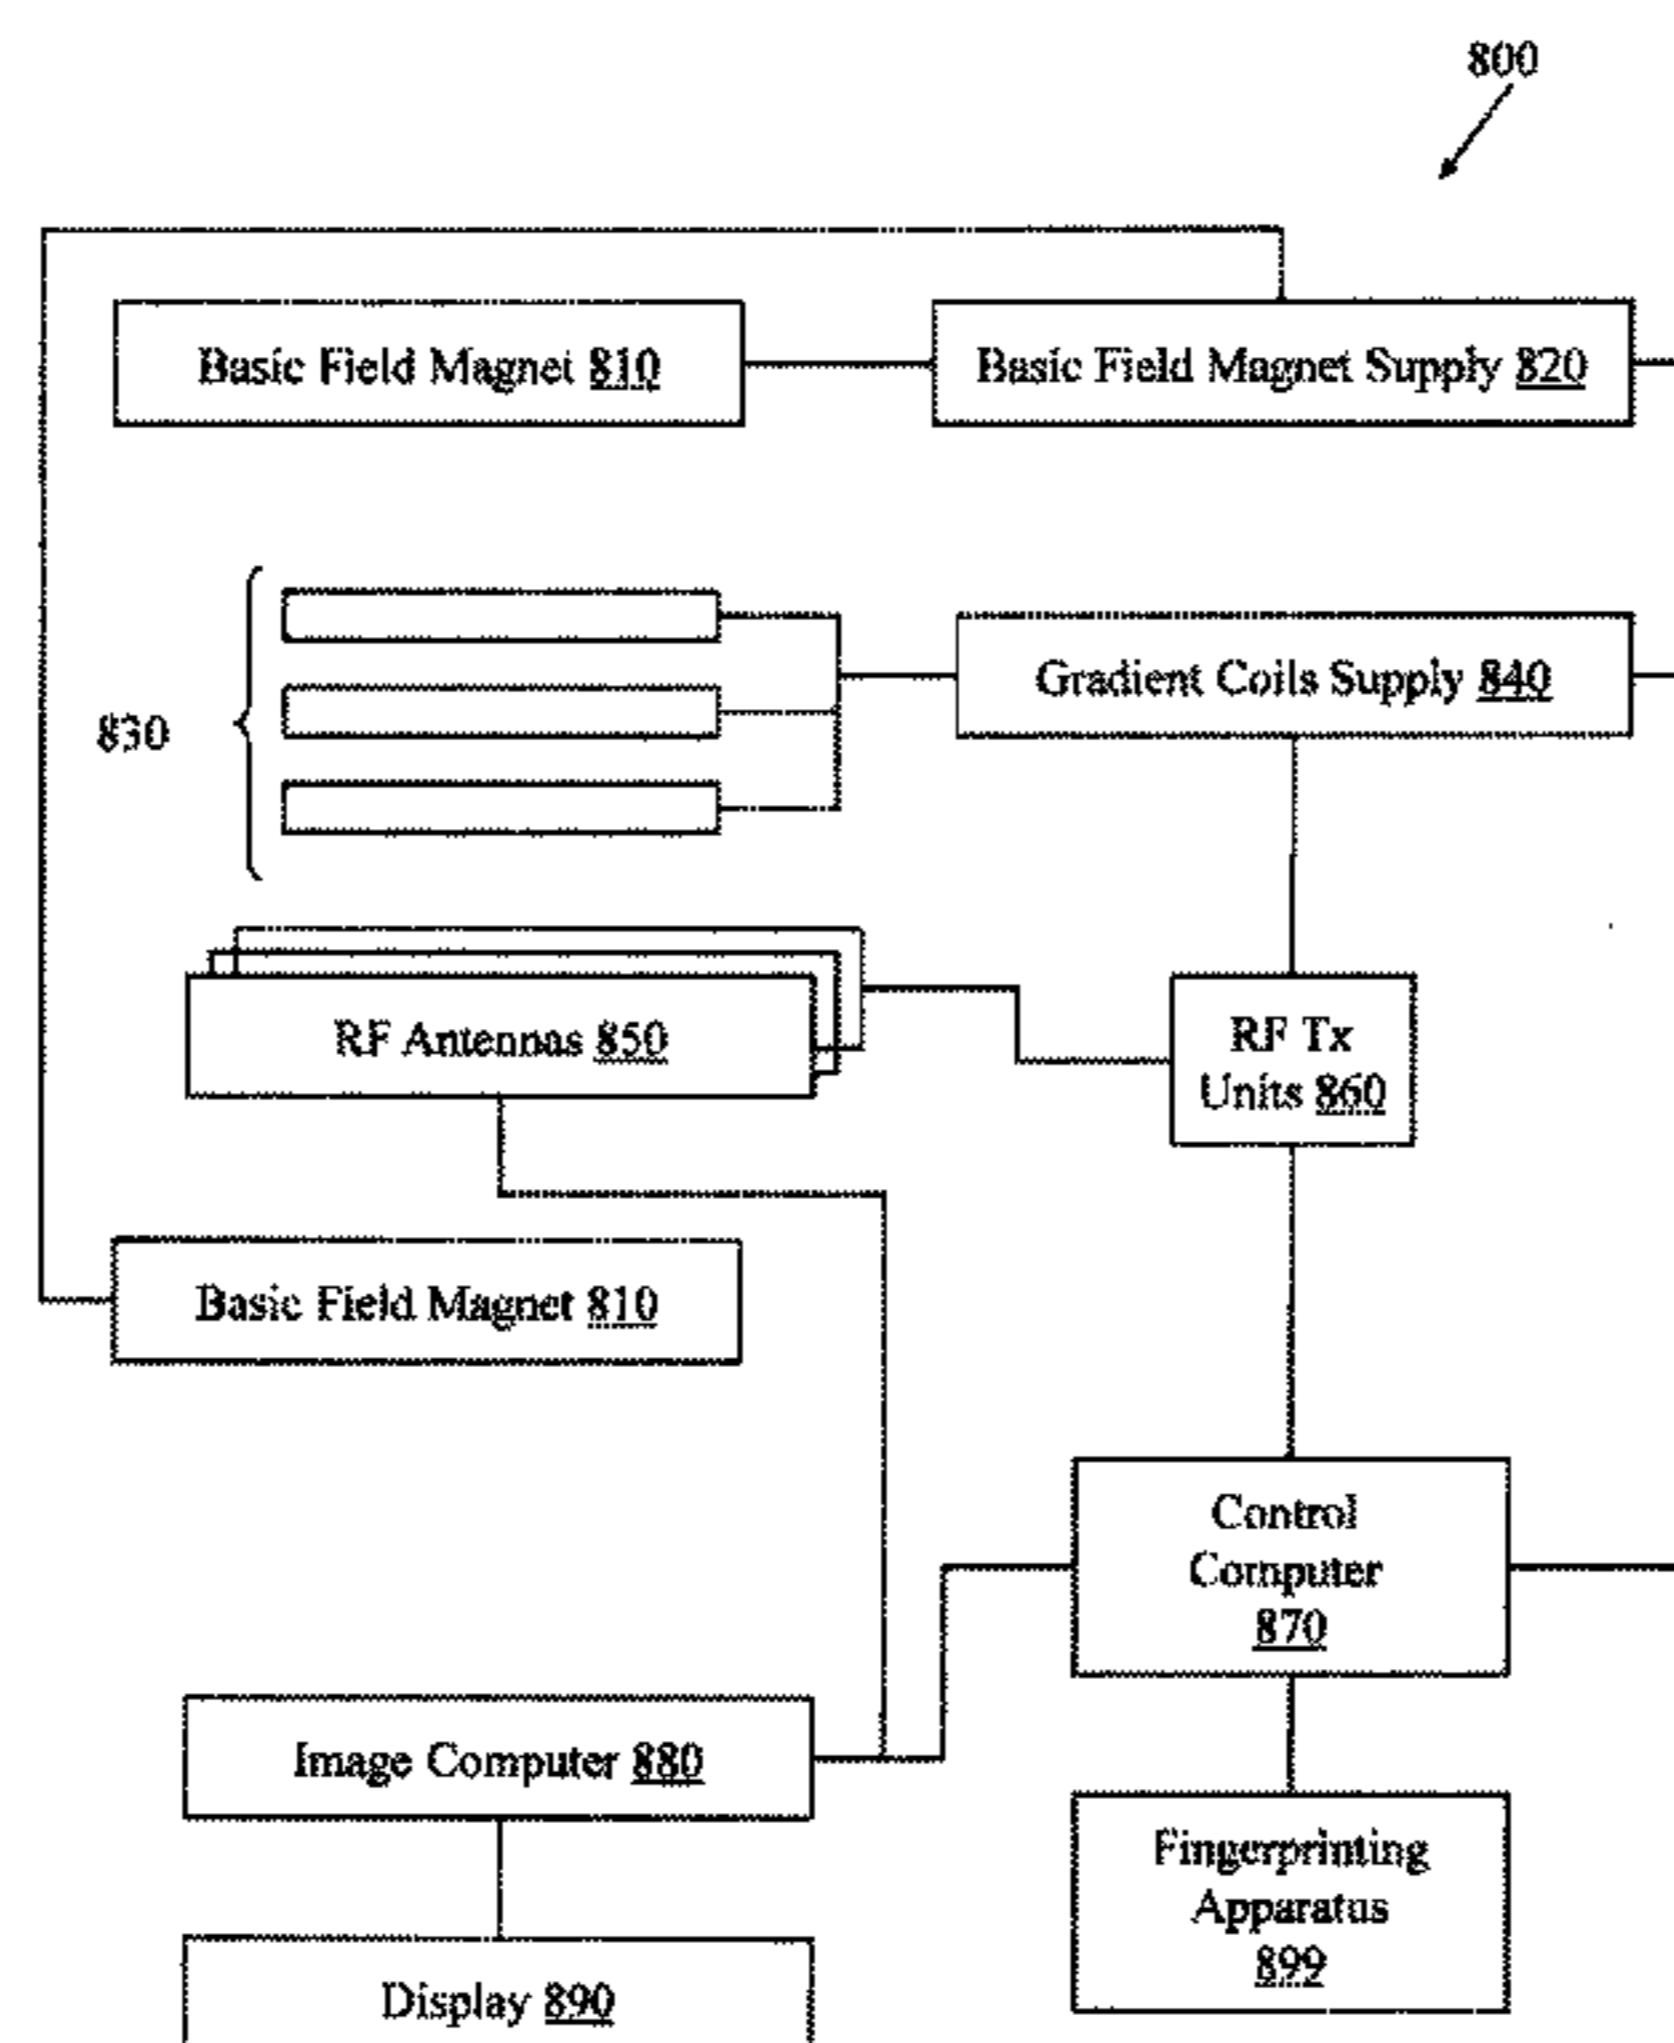 800
Basic Field Magnet 810
Basic Field Magnet Supply 820
830
Gradient Coils Supply 840
RF Antennas 850
RF Tx
Units 860
Basic Field Magnet 810
Control
Computer
870
Image Computer 880
Fingerprinting
Apparatus
899
Display 890